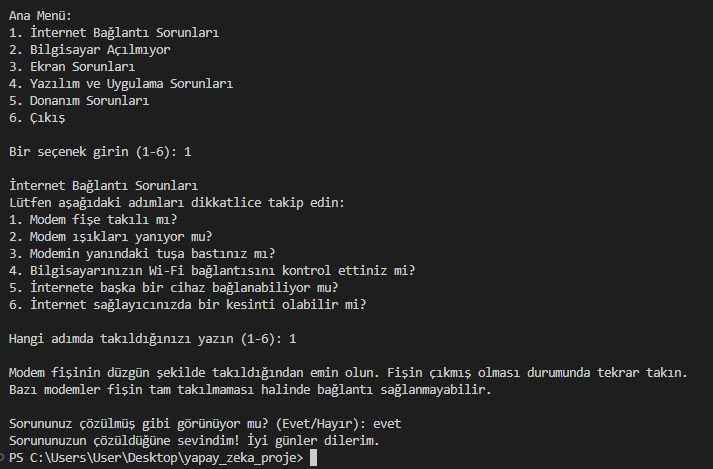 Ana Menü:
1. İnternet Bağlantı Sorunları
2. Bilgisayar Açılmıyor
3. Ekran Sorunları
4. Yazılım ve Uygulama Sorunları
5. Donanım Sorunları
6. Çıkış
Bir seçenek girin (1-6): 1
İnternet Bağlantı Sorunları
Lütfen aşağıdaki adımları dikkatlice takip edin:
1. Modem fişe takılı mı?
2. Modem ışıkları yanıyor mu?
3. Modemin yanındaki tuşa bastınız mı?
4. Bilgisayarınızın Wi-Fi bağlantısını kontrol ettiniz mi?
5. İnternete başka bir cihaz bağlanabiliyor mu?
6. İnternet sağlayıcınızda bir kesinti olabilir mi?
Hangi adımda takıldığınızı yazın (1-6): 1
Modem fişinin düzgün şekilde takıldığından emin olun. Fişin çıkmış olması durumunda tekrar takın.
Bazı modemler fişin tam takılmaması halinde bağlantı sağlanmayabilir.
Sorununuz çözülmüş gibi görünüyor mu? (Evet/Hayır): evet
Sorununuzun çözüldüğüne sevindim! İyi günler dilerim.
PS C:\Users\User\Desktop\yapay_zeka_proje>